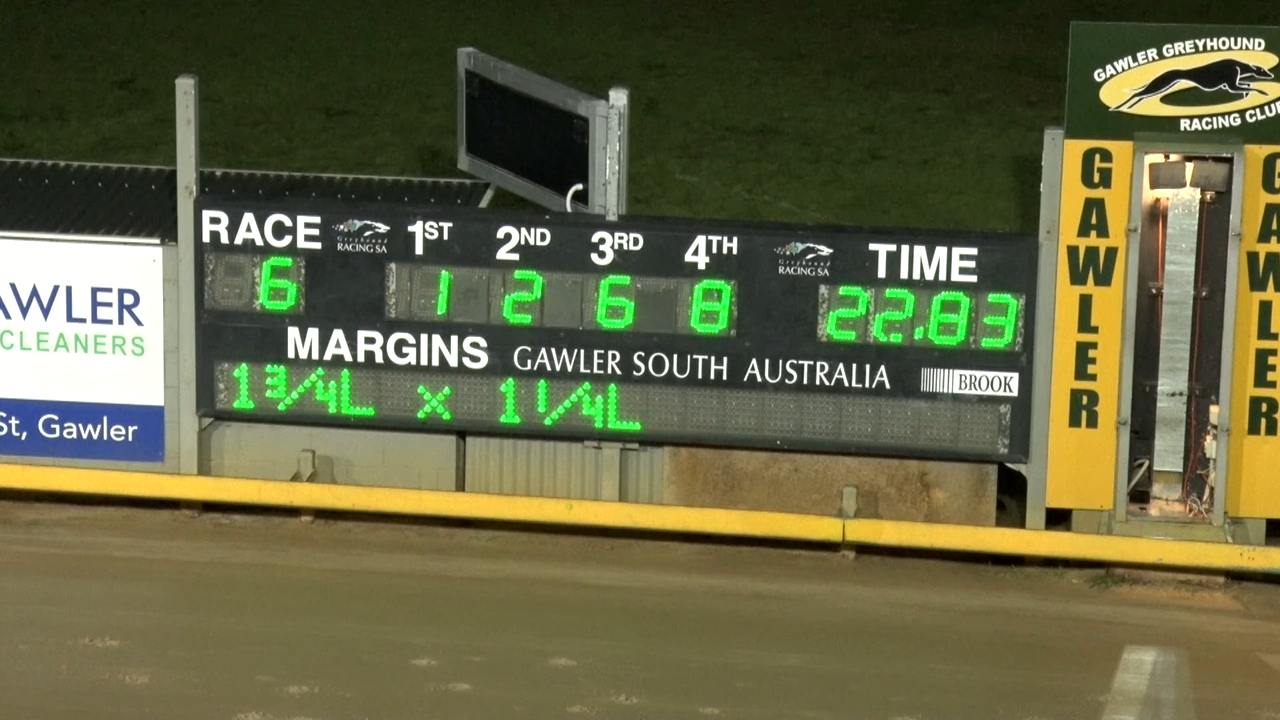 GAWLER GREYHOUND
RACING CLU
RACE
Greyhound
RACING SA
1ST
2ND
3RD
4TH
Greyhound
RACING SA
TIME
6
1
2
6
8
22.83
MARGINS
GAWLER SOUTH AUSTRALIA
BROOK
1 3/4L x 1 1/4L
AWLER
CLEANERS
St, Gawler
GAWLER
GAWLER